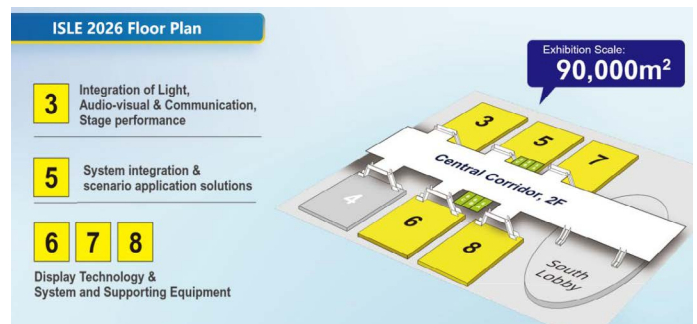 ISLE 2026 Floor Plan
Exhibition Scale:
90,000m²
3
Integration of Light,
Audio-visual & Communication,
Stage performance
5
System integration &
scenario application solutions
6 7 8
Display Technology &
System and Supporting Equipment
3
5
7
Central Corridor, 2F
4
6
8
South
Lobby